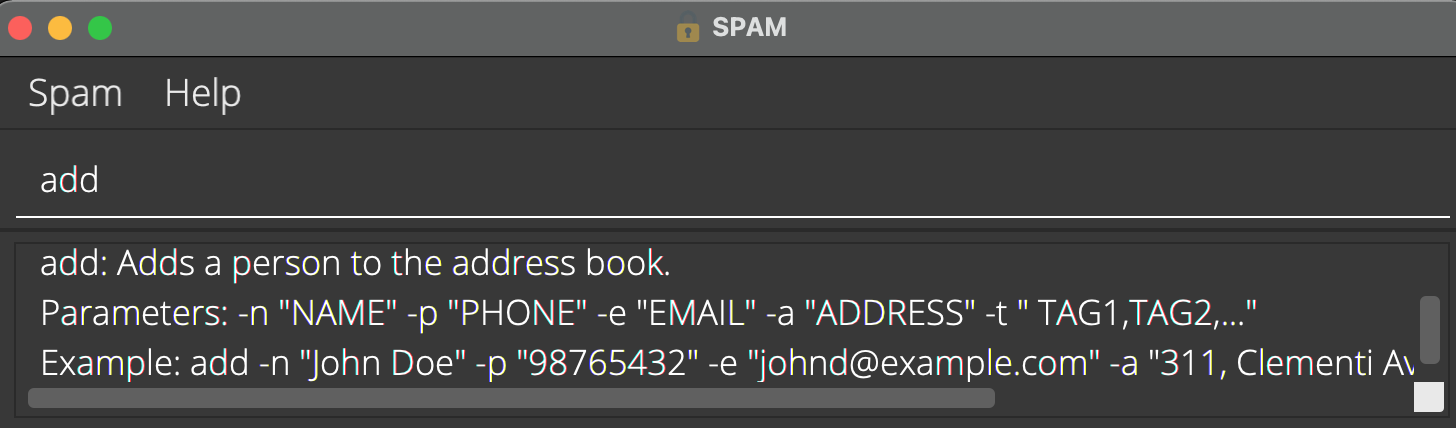 SPAM
Spam Help
add
add: Adds a person to the address book.
Parameters: -n "NAME" -p "PHONE" -e "EMAIL" -a "ADDRESS" -t " TAG1,TAG2,..."
Example: add -n "John Doe" -p "98765432" -e "johnd@example.com" -a "311, Clementi